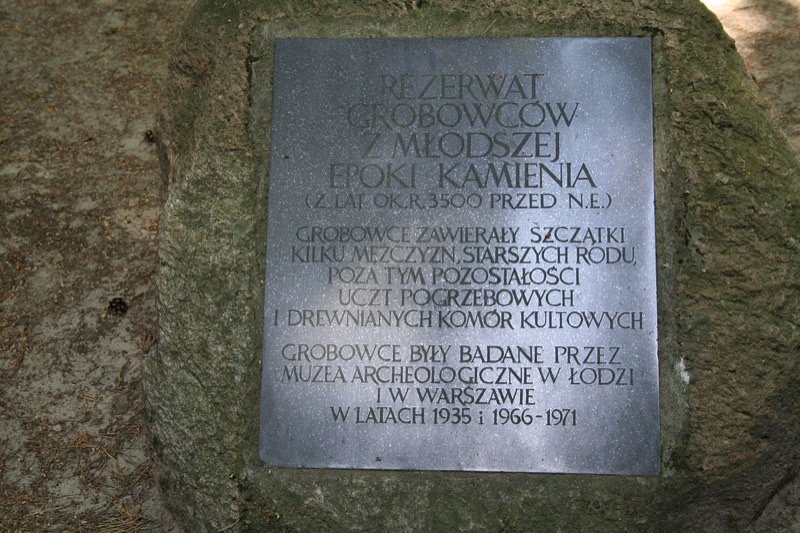 REZERWAT
GROBOWCÓW
Z MŁODSZEJ
EPOKI KAMIENIA
(Z LAT OK.R.3500 PRZED N.E.)
GROBOWCE ZAWIERAŁY SZCZĄTKI
KILKU MĘŻCZYZN, STARSZYCH RODU,
POZA TYM POZOSTAŁOŚCI
UCZT POGRZEBOWYCH
I DREWNIANYCH KOMÓR KULTOWYCH
GROBOWCE BYŁY BADANE PRZEZ
MUZEA ARCHEOLOGICZNE W ŁODZI
I W WARSZAWIE
W LATACH 1935 i 1966-1971